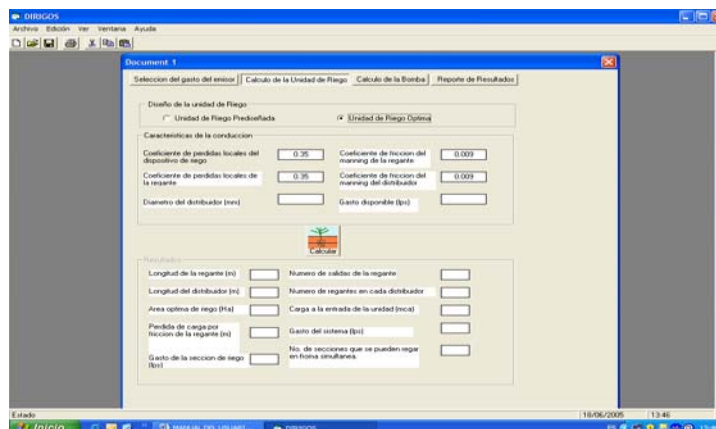 DIRIGOS
Archivo Edición Ver Ventana Ayuda
Document 1
Seleccion del gasto del emisor Calculo de la Unidad de Riego Calculo de la Bomba Reporte de Resultados
Diseño de la unidad de Riego
Unidad de Riego Prediseñada Unidad de Riego Optima
Caracteristicas de la conduccion
Coeficiente de perdidas locales del dispositivo de riego 0.35 Coeficiente de friccion del manning de la regante 0.009
Coeficiente de perdidas locales de la regante 0.35 Coeficiente de friccion del manning del distribuidor 0.009
Diametro del distribuidor (mm) Gasto disponible (lps)
Calcular
Resultados
Longitud de la regante (m) Numero de salidas de la regante
Longitud del distribuidor (m) Numero de regantes en cada distribuidor
Area optima de riego (Ha) Carga a la entrada de la unidad (mca)
Perdida de carga por friccion de la regante (m) Gasto del sistema (lps)
Gasto de la seccion de riego (lps) No. de secciones que se pueden regar en froma simultanea.
Estado 18/06/2005 13:46
Inicio MANUAL DEL USUARI... DIRIGOS ES